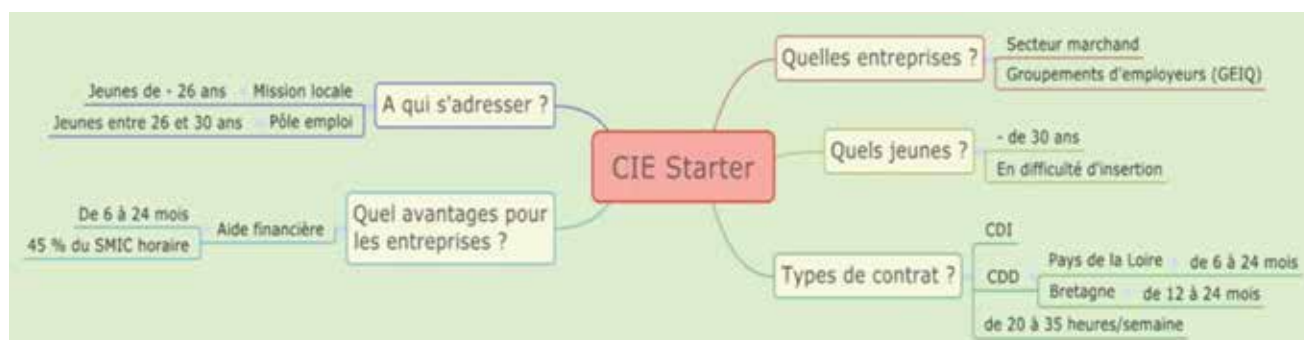 CIE Starter
Quelles entreprises ?
Secteur marchand
Groupements d'employeurs (GEIQ)
Quels jeunes ?
- de 30 ans
En difficulté d'insertion
Types de contrat ?
CDI
CDD
Pays de la Loire
de 6 à 24 mois
Bretagne
de 12 à 24 mois
de 20 à 35 heures/semaine
A qui s'adresser ?
Mission locale
Jeunes de - 26 ans
Pôle emploi
Jeunes entre 26 et 30 ans
Quel avantages pour
les entreprises ?
Aide financière
De 6 à 24 mois
45 % du SMIC horaire